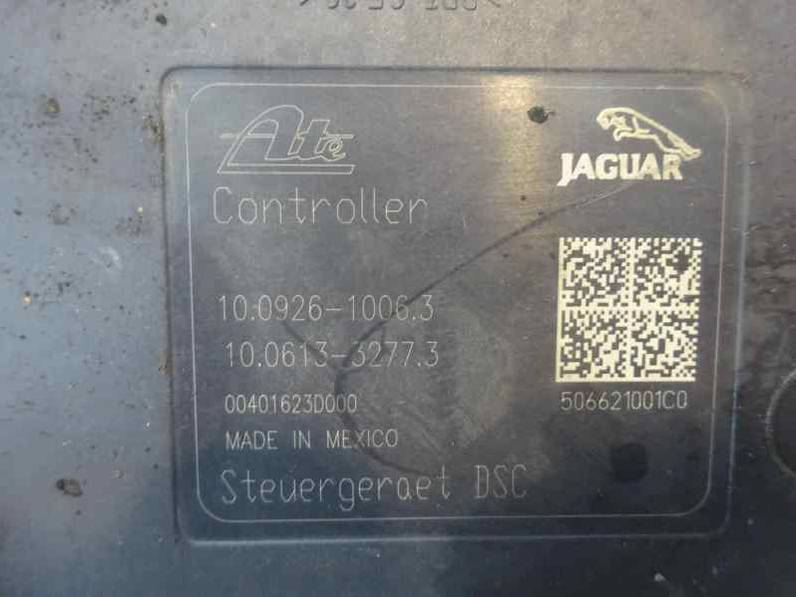 Ate
JAGUAR
Controller
10.0926-1006.3
10.0613-3277.3
00401623D000
506621001C0
MADE IN MEXICO
Steuergeraet DSC